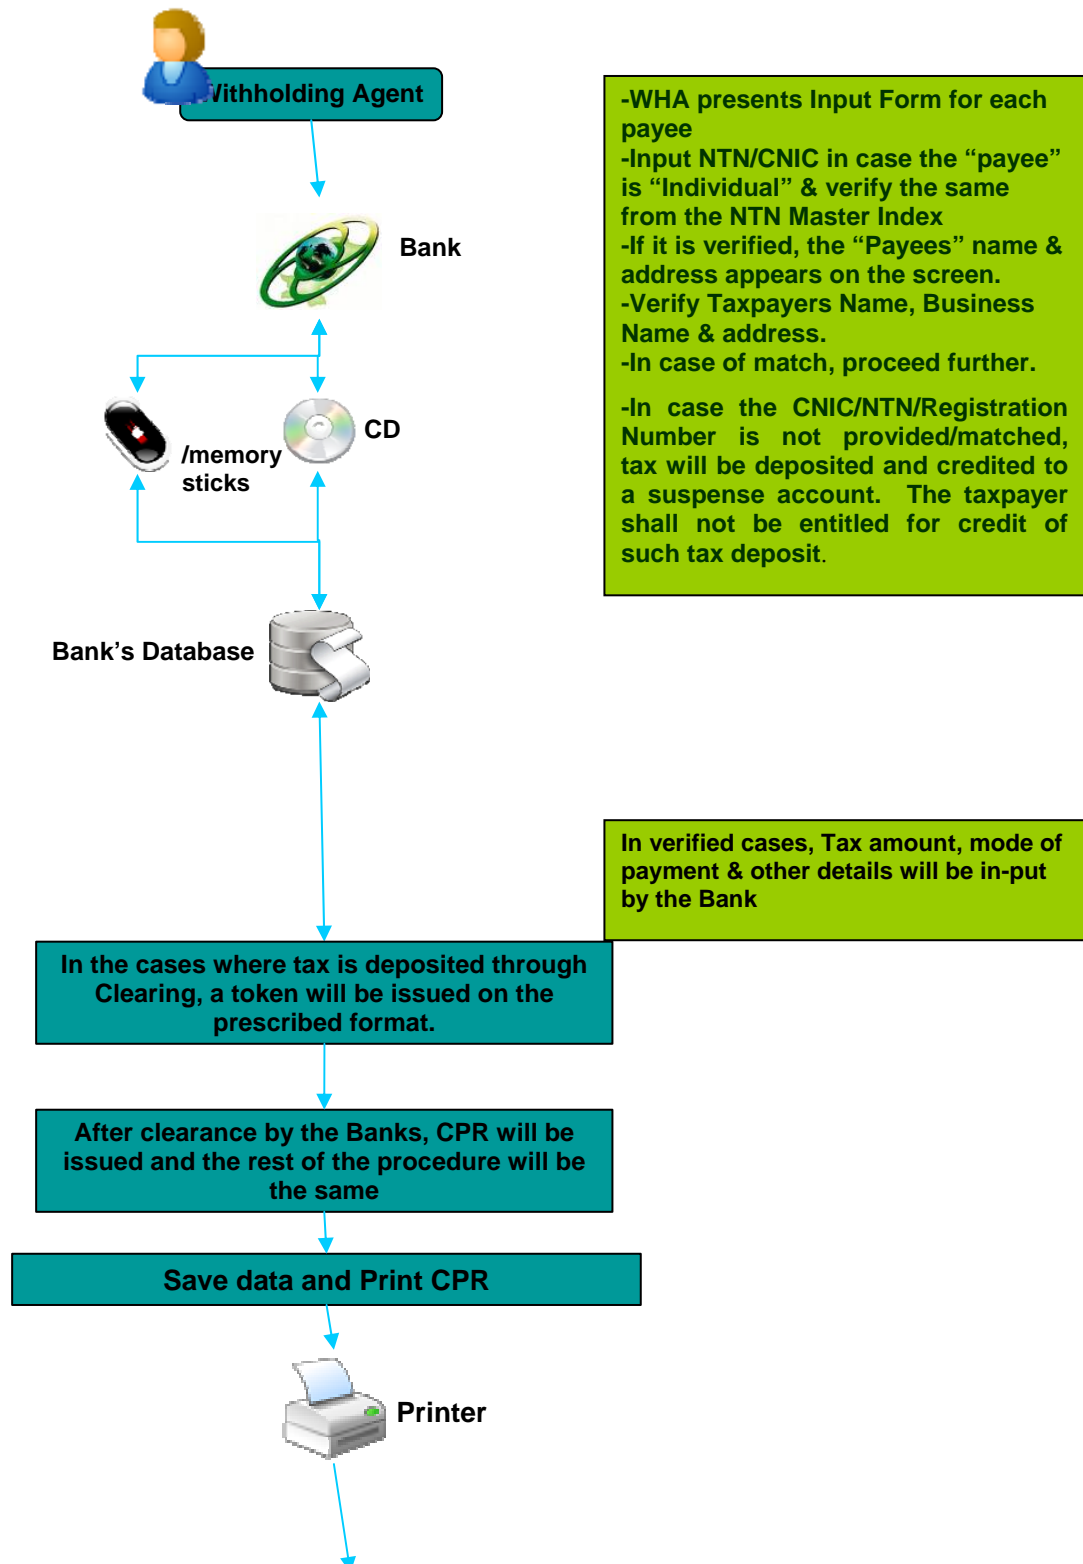 Withholding Agent
-WHA presents Input Form for each
payee
-Input NTN/CNIC in case the “payee”
is “Individual” & verify the same
from the NTN Master Index
-If it is verified, the “Payees” name &
address appears on the screen.
-Verify Taxpayers Name, Business
Name & address.
-In case of match, proceed further.
-In case the CNIC/NTN/Registration
Number is not provided/matched,
tax will be deposited and credited to
a suspense account. The taxpayer
shall not be entitled for credit of
such tax deposit.
Bank
/memory
sticks
CD
Bank’s Database
In verified cases, Tax amount, mode of
payment & other details will be in-put
by the Bank
In the cases where tax is deposited through
Clearing, a token will be issued on the
prescribed format.
After clearance by the Banks, CPR will be
issued and the rest of the procedure will be
the same
Save data and Print CPR
Printer